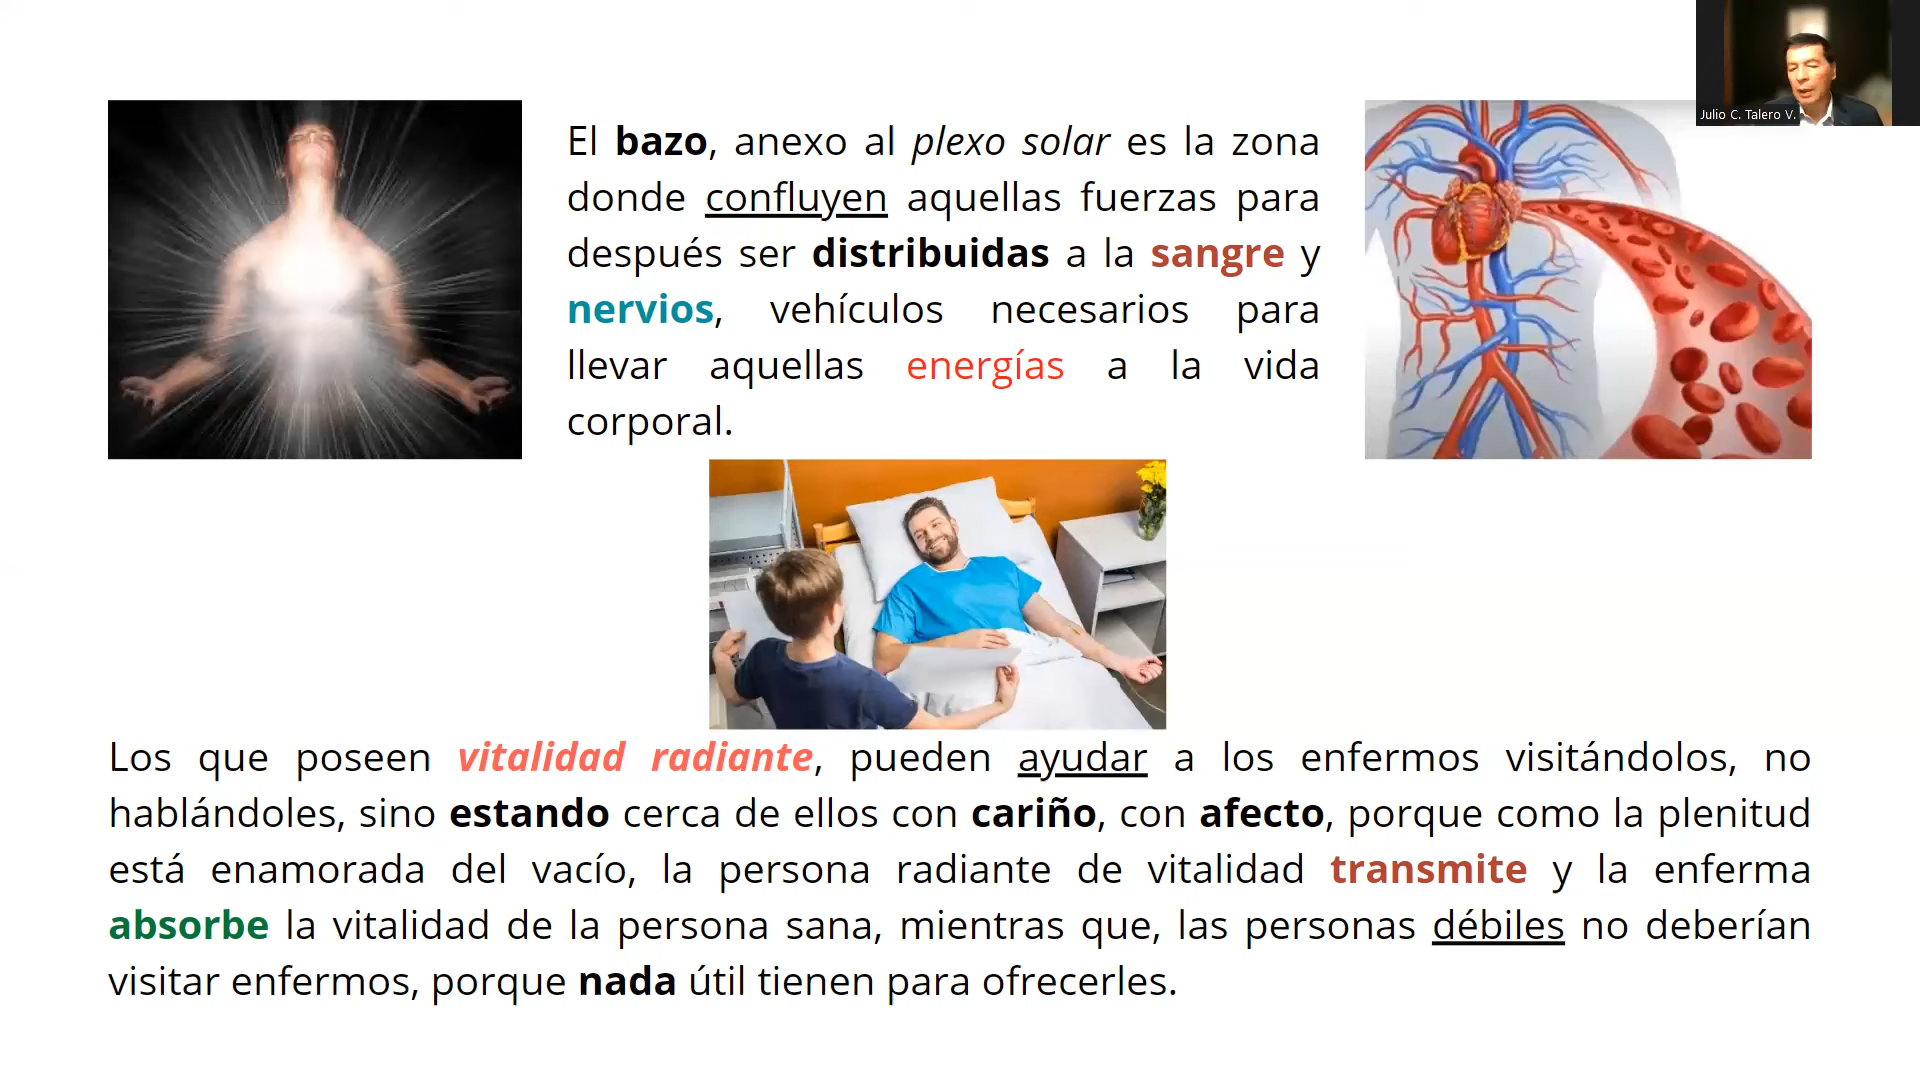 Julio C. Talero V.
El bazo, anexo al plexo solar es la zona
donde confluyen aquellas fuerzas para
después ser distribuidas a la sangre y
nervios, vehículos necesarios para
llevar aquellas energías a la vida
corporal.
Los que poseen vitalidad radiante, pueden ayudar a los enfermos visitándolos, no
hablándoles, sino estando cerca de ellos con cariño, con afecto, porque como la plenitud
está enamorada del vacío, la persona radiante de vitalidad transmite y la enferma
absorbe la vitalidad de la persona sana, mientras que, las personas débiles no deberían
visitar enfermos, porque nada útil tienen para ofrecerles.